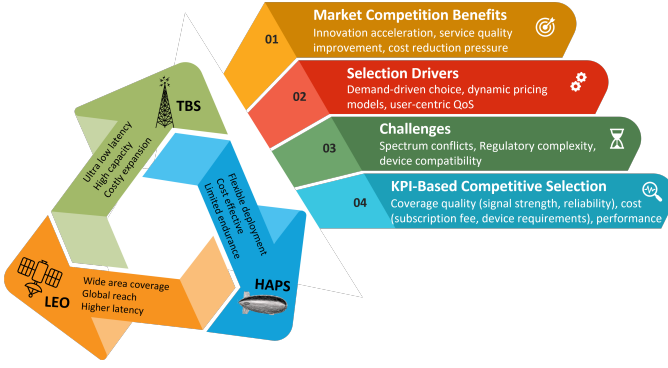 01
Market Competition Benefits
Innovation acceleration, service quality
improvement, cost reduction pressure
02
Selection Drivers
Demand-driven choice, dynamic pricing
models, user-centric QoS
03
Challenges
Spectrum conflicts, Regulatory complexity,
device compatibility
04
KPI-Based Competitive Selection
Coverage quality (signal strength, reliability), cost
(subscription fee, device requirements), performance
TBS
Ultra low latency
High capacity
Costly expansion
Flexible deployment
Cost effective
Limited endurance
HAPS
LEO
Wide area coverage
Global reach
Higher latency